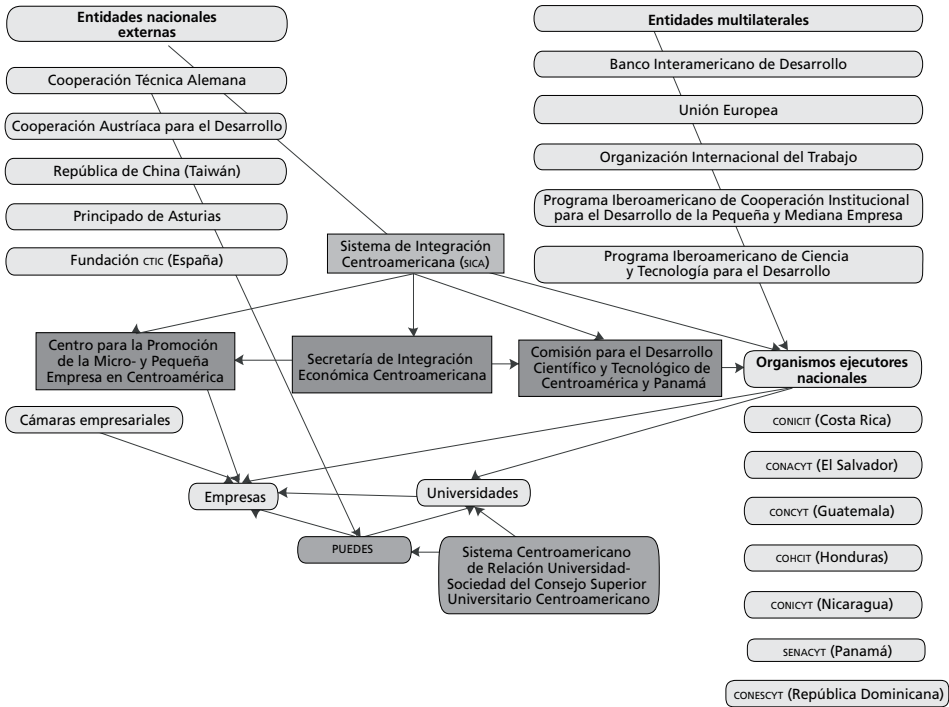 Entidades nacionales
externas
Cooperación Técnica Alemana
Cooperación Austríaca para el Desarrollo
República de China (Taiwán)
Principado de Asturias
Fundación CTIC (España)
Entidades multilaterales
Banco Interamericano de Desarrollo
Unión Europea
Organización Internacional del Trabajo
Programa Iberoamericano de Cooperación Institucional
para el Desarrollo de la Pequeña y Mediana Empresa
Programa Iberoamericano de Ciencia
y Tecnología para el Desarrollo
Sistema de Integración
Centroamericana (SICA)
Centro para la Promoción
de la Micro- y Pequeña
Empresa en Centroamérica
Secretaría de Integración
Económica Centroamericana
Comisión para el Desarrollo
Científico y Tecnológico de
Centroamérica y Panamá
Organismos ejecutores
nacionales
Cámaras empresariales
Empresas
Universidades
PUEDES
Sistema Centroamericano
de Relación Universidad-
Sociedad del Consejo Superior
Universitario Centroamericano
CONICIT (Costa Rica)
CONACYT (El Salvador)
CONCYT (Guatemala)
COHCIT (Honduras)
CONICYT (Nicaragua)
SENACYT (Panamá)
CONESCYT (República Dominicana)